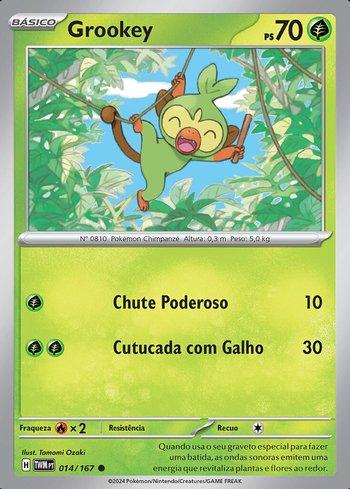 BÁSICO
Grookey
PS 70
Nº 0810 Pokémon Chimpanzé Altura: 0,3 m Peso: 5,0 kg
Chute Poderoso 10
Cutucada com Galho 30
Fraqueza × 2 Resistência Recuo
Ilust. Tomomi Ozaki
H TWM PT 014/167
Quando usa o seu graveto especial para fazer
uma batida, as ondas sonoras emitem uma
energia que revitaliza plantas e flores ao redor.
©2024 Pokémon/Nintendo/Creatures/GAME FREAK